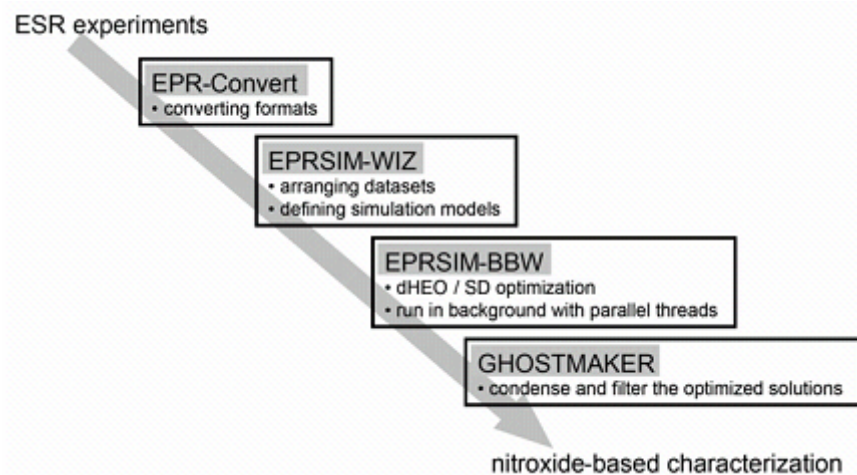 ESR experiments
EPR-Convert
• converting formats
EPRSIM-WIZ
• arranging datasets
• defining simulation models
EPRSIM-BBW
• dHEO / SD optimization
• run in background with parallel threads
GHOSTMAKER
• condense and filter the optimized solutions
nitroxide-based characterization